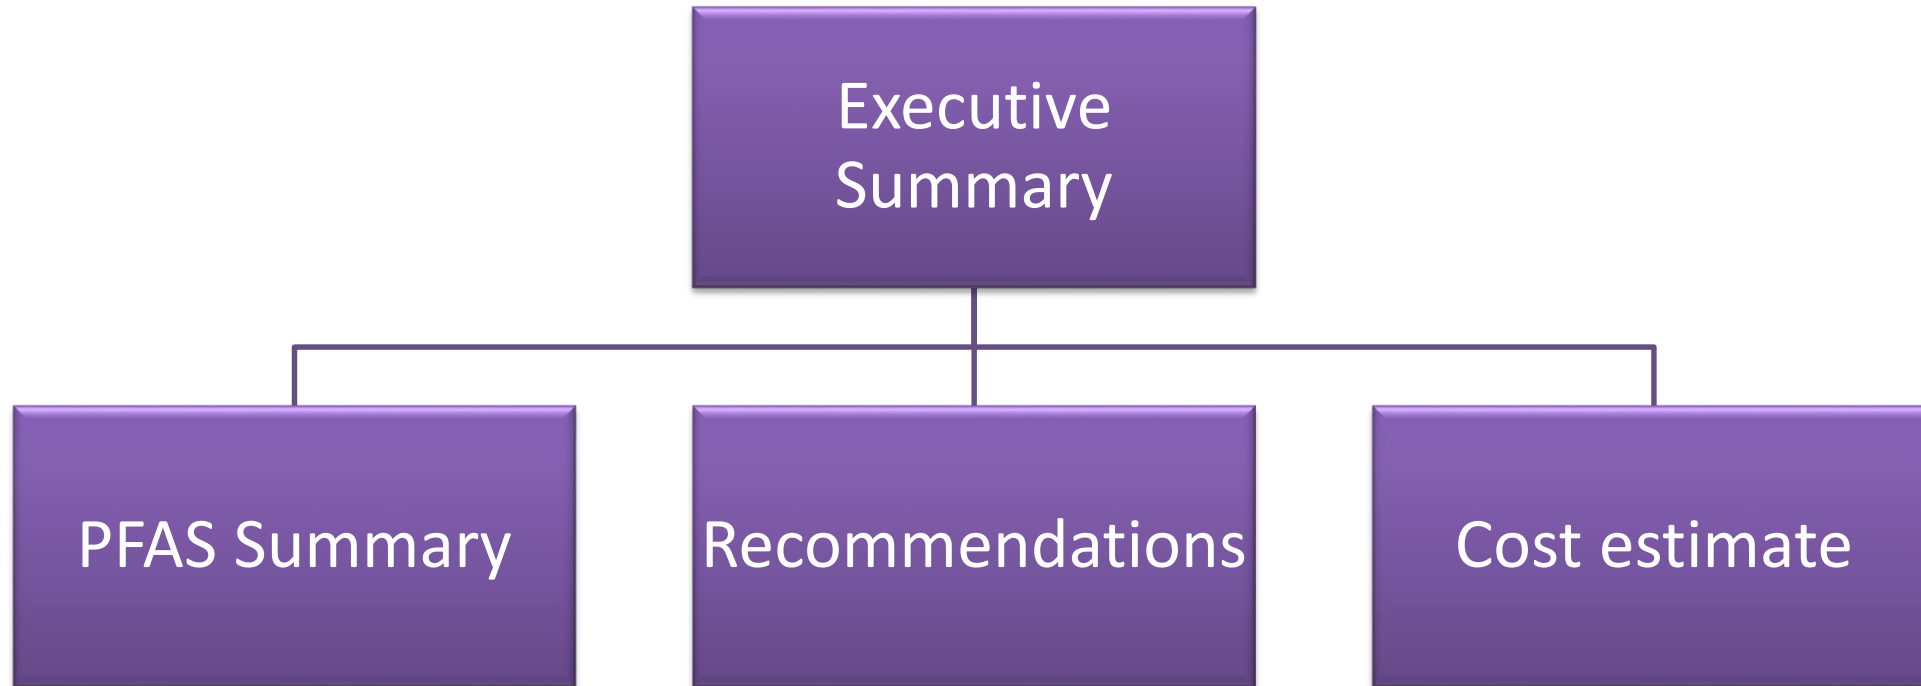 Executive
Summary
PFAS Summary
Recommendations
Cost estimate